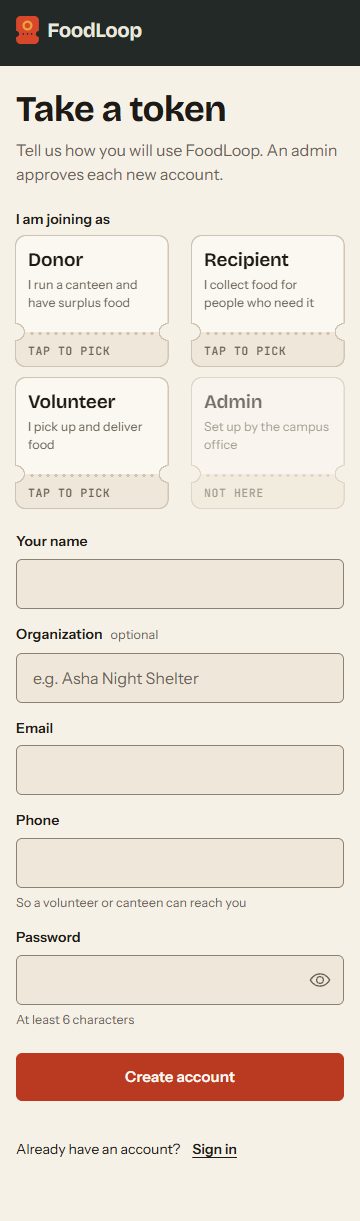 FoodLoop
Take a token
Tell us how you will use FoodLoop. An admin
approves each new account.
I am joining as
Donor
I run a canteen and
have surplus food
TAP TO PICK
Recipient
I collect food for
people who need it
TAP TO PICK
Volunteer
I pick up and deliver
food
TAP TO PICK
Admin
Set up by the campus
office
NOT HERE
Your name
Organization optional
e.g. Asha Night Shelter
Email
Phone
So a volunteer or canteen can reach you
Password
At least 6 characters
Create account
Already have an account? Sign in